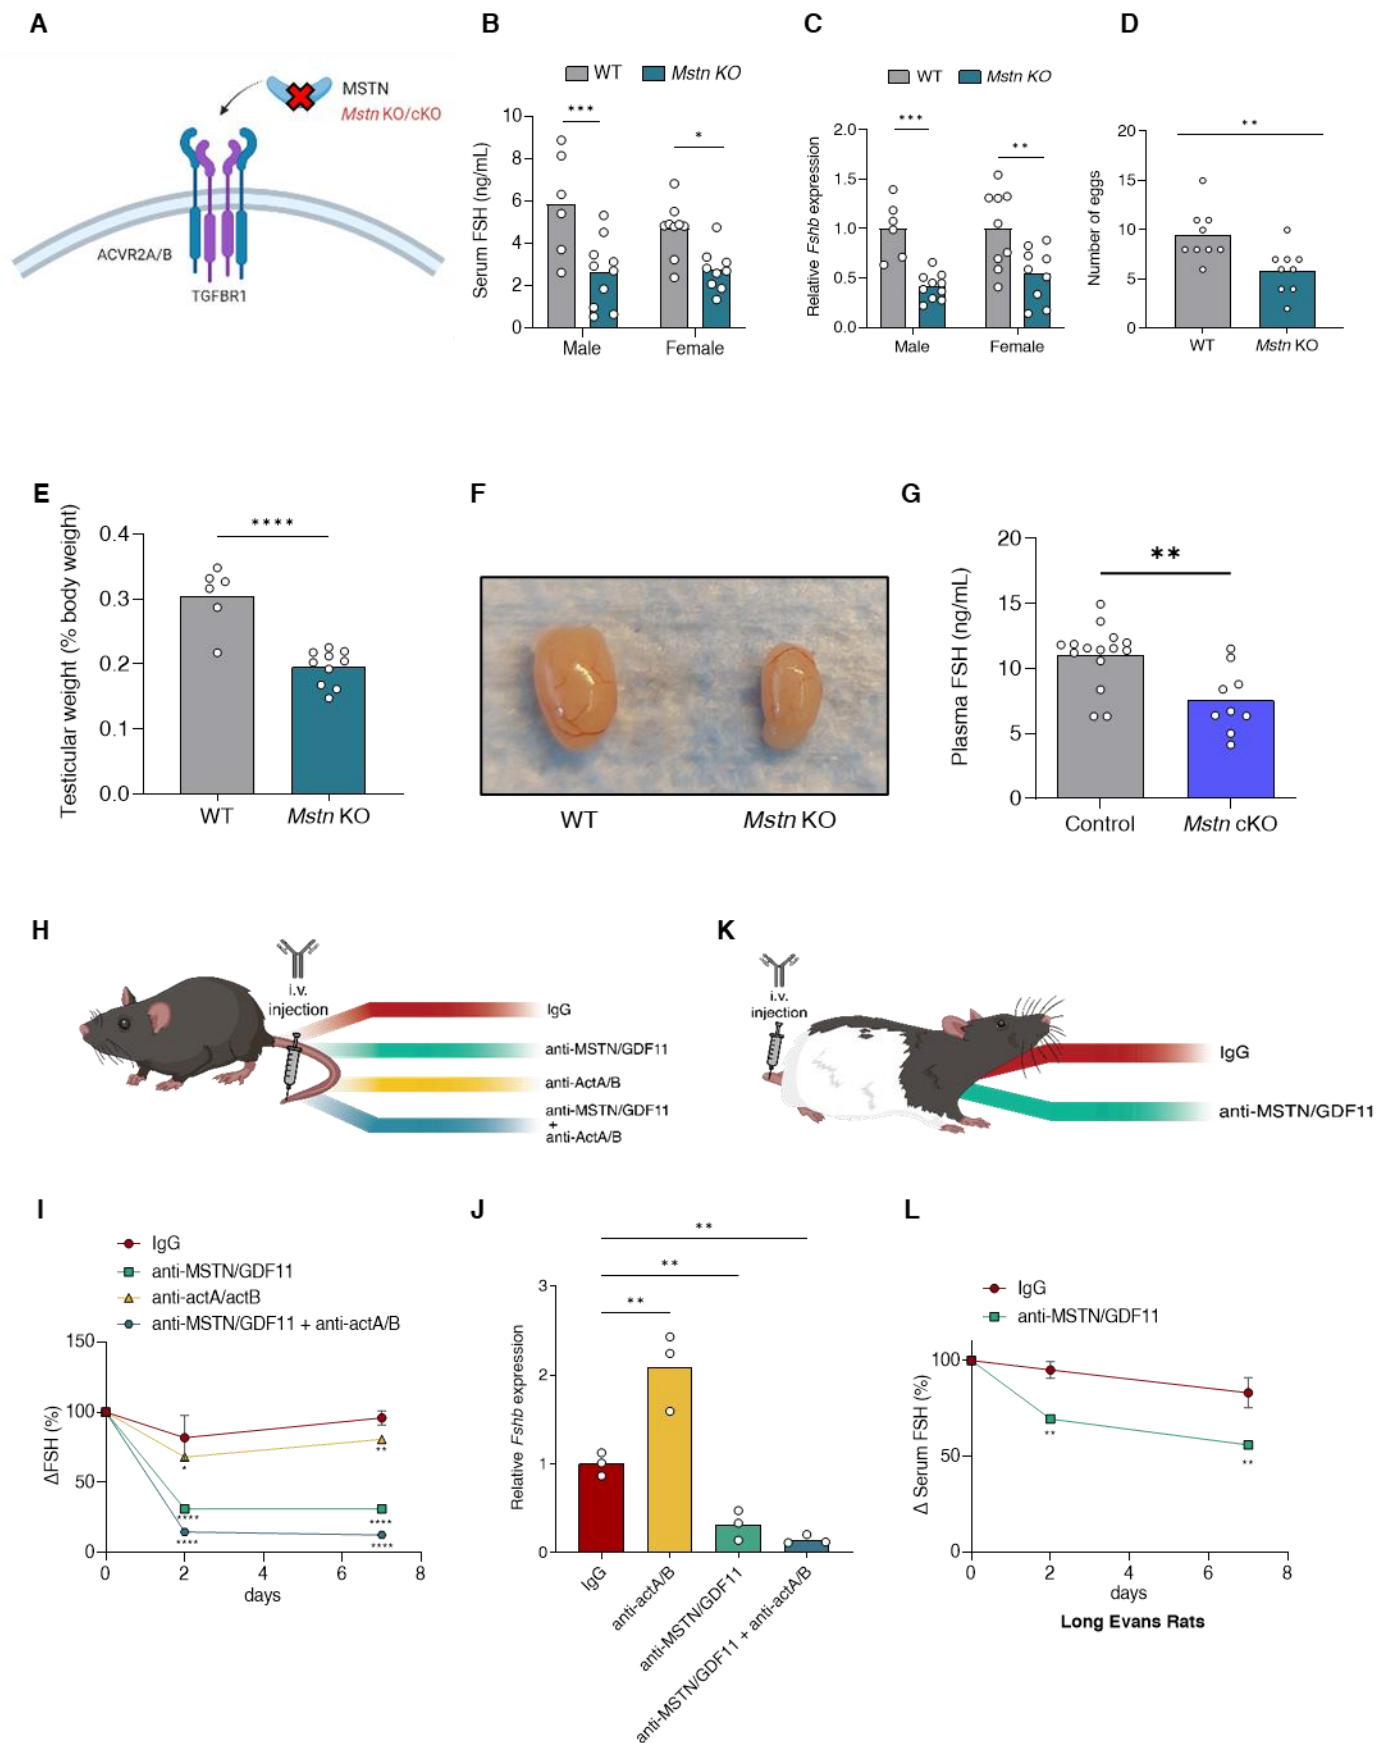 A
MSTN
Mstn KO/cKO
ACVR2A/B
TGFBR1
B
WT Mstn KO
Serum FSH (ng/mL)
10
8
6
4
2
0
***
*
Male Female
C
WT Mstn KO
Relative Fshb expression
2.0
1.5
1.0
0.5
0.0
***
**
Male Female
D
Number of eggs
20
15
10
5
0
**
WT Mstn KO
E
Testicular weight (% body weight)
0.4
0.3
0.2
0.1
0.0
****
WT Mstn KO
F
WT Mstn KO
G
Plasma FSH (ng/mL)
20
15
10
5
0
**
Control Mstn cKO
H
i.v.
injection
IgG
anti-MSTN/GDF11
anti-ActA/B
anti-MSTN/GDF11
+
anti-ActA/B
K
i.v.
injection
IgG
anti-MSTN/GDF11
I
IgG
anti-MSTN/GDF11
anti-actA/actB
anti-MSTN/GDF11 + anti-actA/B
ΔFSH (%)
150
100
50
0
*
**
****
****
****
****
0 2 4 6 8
days
J
Relative Fshb expression
3
2
1
0
**
**
**
IgG
anti-actA/B
anti-MSTN/GDF11
anti-MSTN/GDF11 + anti-actA/B
L
IgG
anti-MSTN/GDF11
Δ Serum FSH (%)
100
50
0
**
**
0 2 4 6 8
days
Long Evans Rats